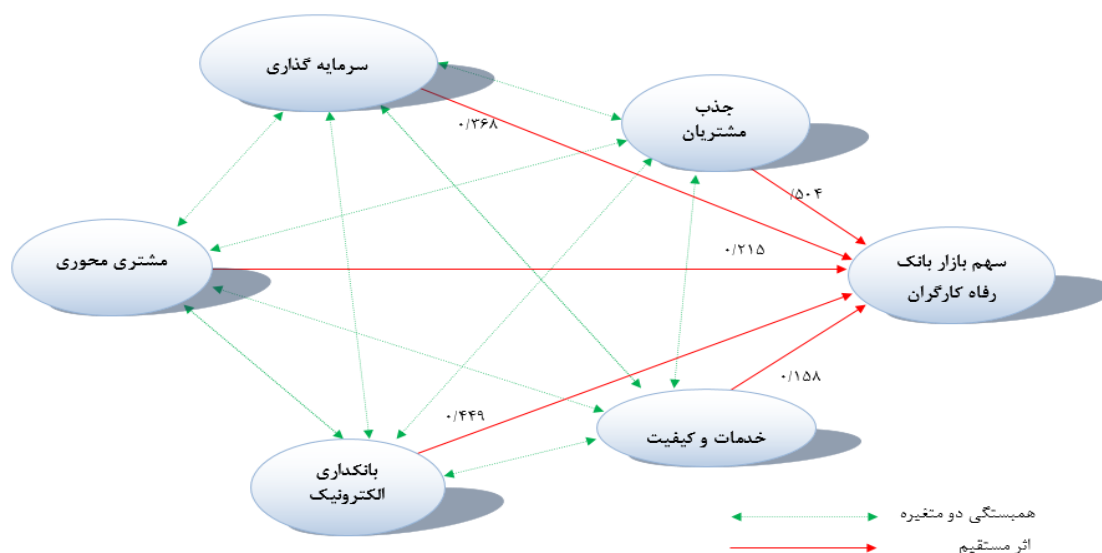 سرمایه گذاری
جذب
مشتریان
۰/۳۶۸
/۵۰۴
مشتری محوری
۰/۲۱۵
سهم بازار بانک
رفاه کارگران
۰/۱۵۸
۰/۴۴۹
خدمات و کیفیت
بانکداری
الکترونیک
همبستگی دو متغیره
اثر مستقیم